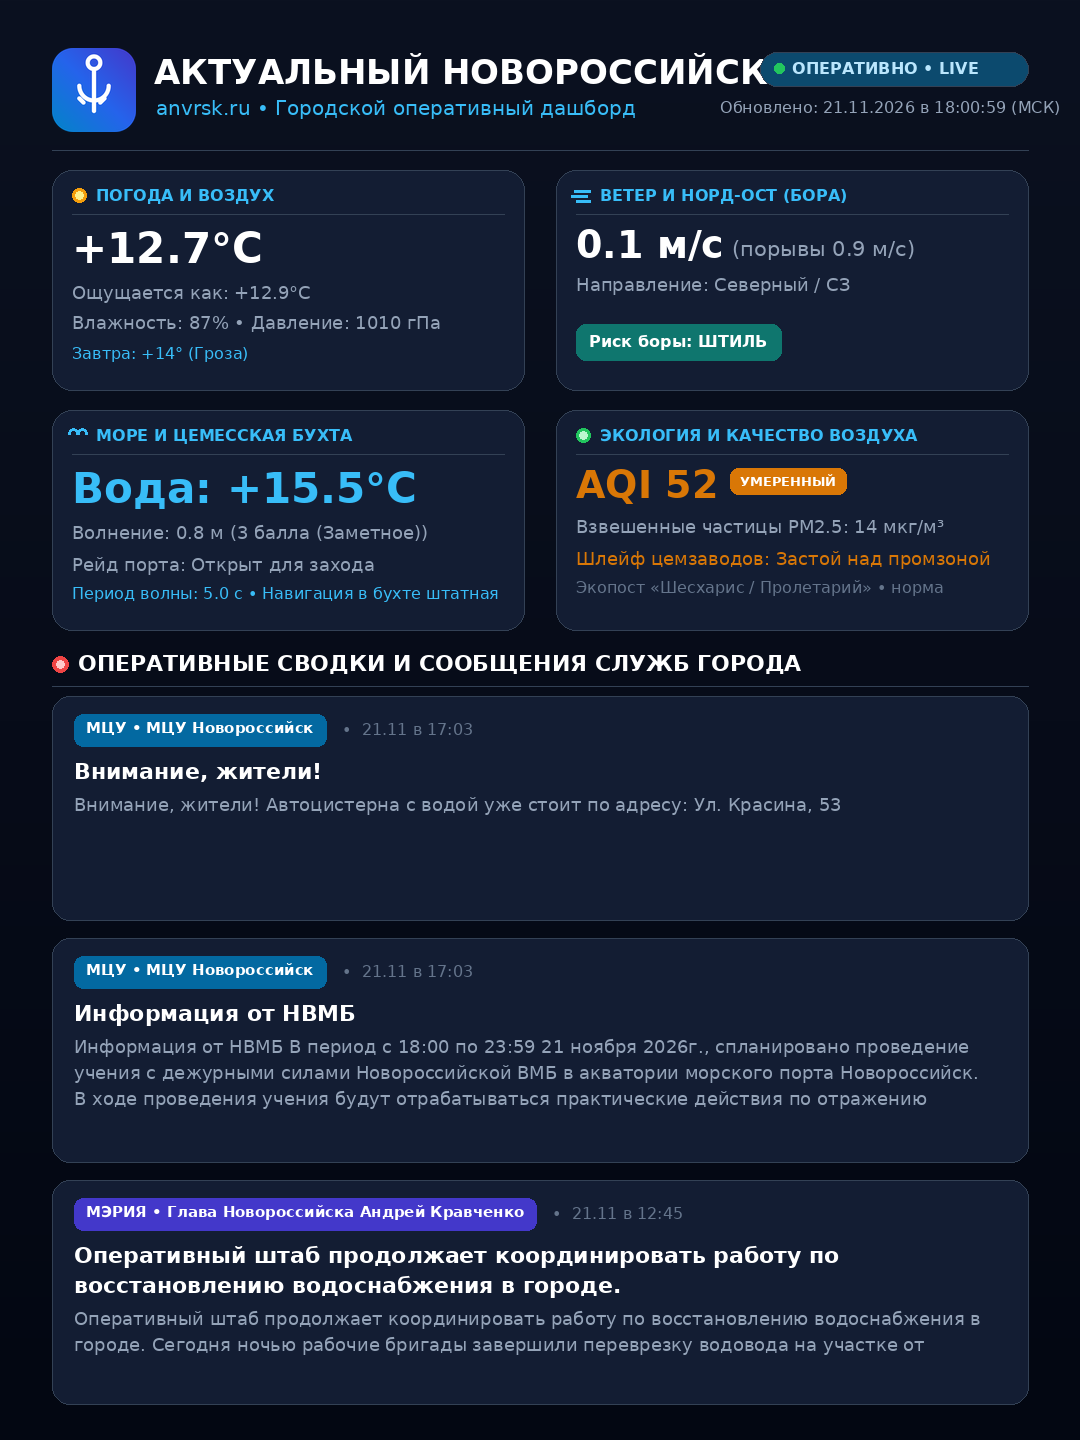 АКТУАЛЬНЫЙ НОВОРОССИЙСК
ОПЕРАТИВНО • LIVE
anvrsk.ru • Городской оперативный дашборд
Обновлено: 21.11.2026 в 18:00:59 (МСК)
ПОГОДА И ВОЗДУХ
+12.7°C
Ощущается как: +12.9°C
Влажность: 87% • Давление: 1010 гПа
Завтра: +14° (Гроза)
ВЕТЕР И НОРД-ОСТ (БОРА)
0.1 м/с (порывы 0.9 м/с)
Направление: Северный / СЗ
Риск боры: ШТИЛЬ
МОРЕ И ЦЕМЕССКАЯ БУХТА
Вода: +15.5°C
Волнение: 0.8 м (3 балла (Заметное))
Рейд порта: Открыт для захода
Период волны: 5.0 с • Навигация в бухте штатная
ЭКОЛОГИЯ И КАЧЕСТВО ВОЗДУХА
AQI 52 УМЕРЕННЫЙ
Взвешенные частицы PM2.5: 14 мкг/м³
Шлейф цемзаводов: Застой над промзоной
Экопост «Шесхарис / Пролетарий» • норма
ОПЕРАТИВНЫЕ СВОДКИ И СООБЩЕНИЯ СЛУЖБ ГОРОДА
МЦУ • МЦУ Новороссийск • 21.11 в 17:03
Внимание, жители!
Внимание, жители! Автоцистерна с водой уже стоит по адресу: Ул. Красина, 53
МЦУ • МЦУ Новороссийск • 21.11 в 17:03
Информация от НВМБ
Информация от НВМБ В период с 18:00 по 23:59 21 ноября 2026г., спланировано проведение
учения с дежурными силами Новороссийской ВМБ в акватории морского порта Новороссийск.
В ходе проведения учения будут отрабатываться практические действия по отражению
МЭРИЯ • Глава Новороссийска Андрей Кравченко • 21.11 в 12:45
Оперативный штаб продолжает координировать работу по
восстановлению водоснабжения в городе.
Оперативный штаб продолжает координировать работу по восстановлению водоснабжения в
городе. Сегодня ночью рабочие бригады завершили переврезку водовода на участке от